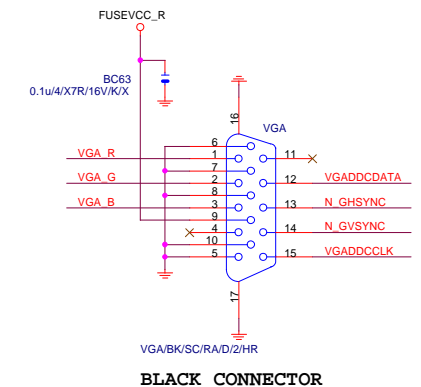 FUSEVCC_R
BC63
0.1u/4/X7R/16V/K/X
16
VGA
6
VGA_R 1 11
7
VGA_G 2 12 VGADDCDATA
8
VGA_B 3 13 N_GHSYNC
9
4 14 N_GVSYNC
10
5 15 VGADDCCLK
17
VGA/BK/SC/RA/D/2/HR
BLACK CONNECTOR